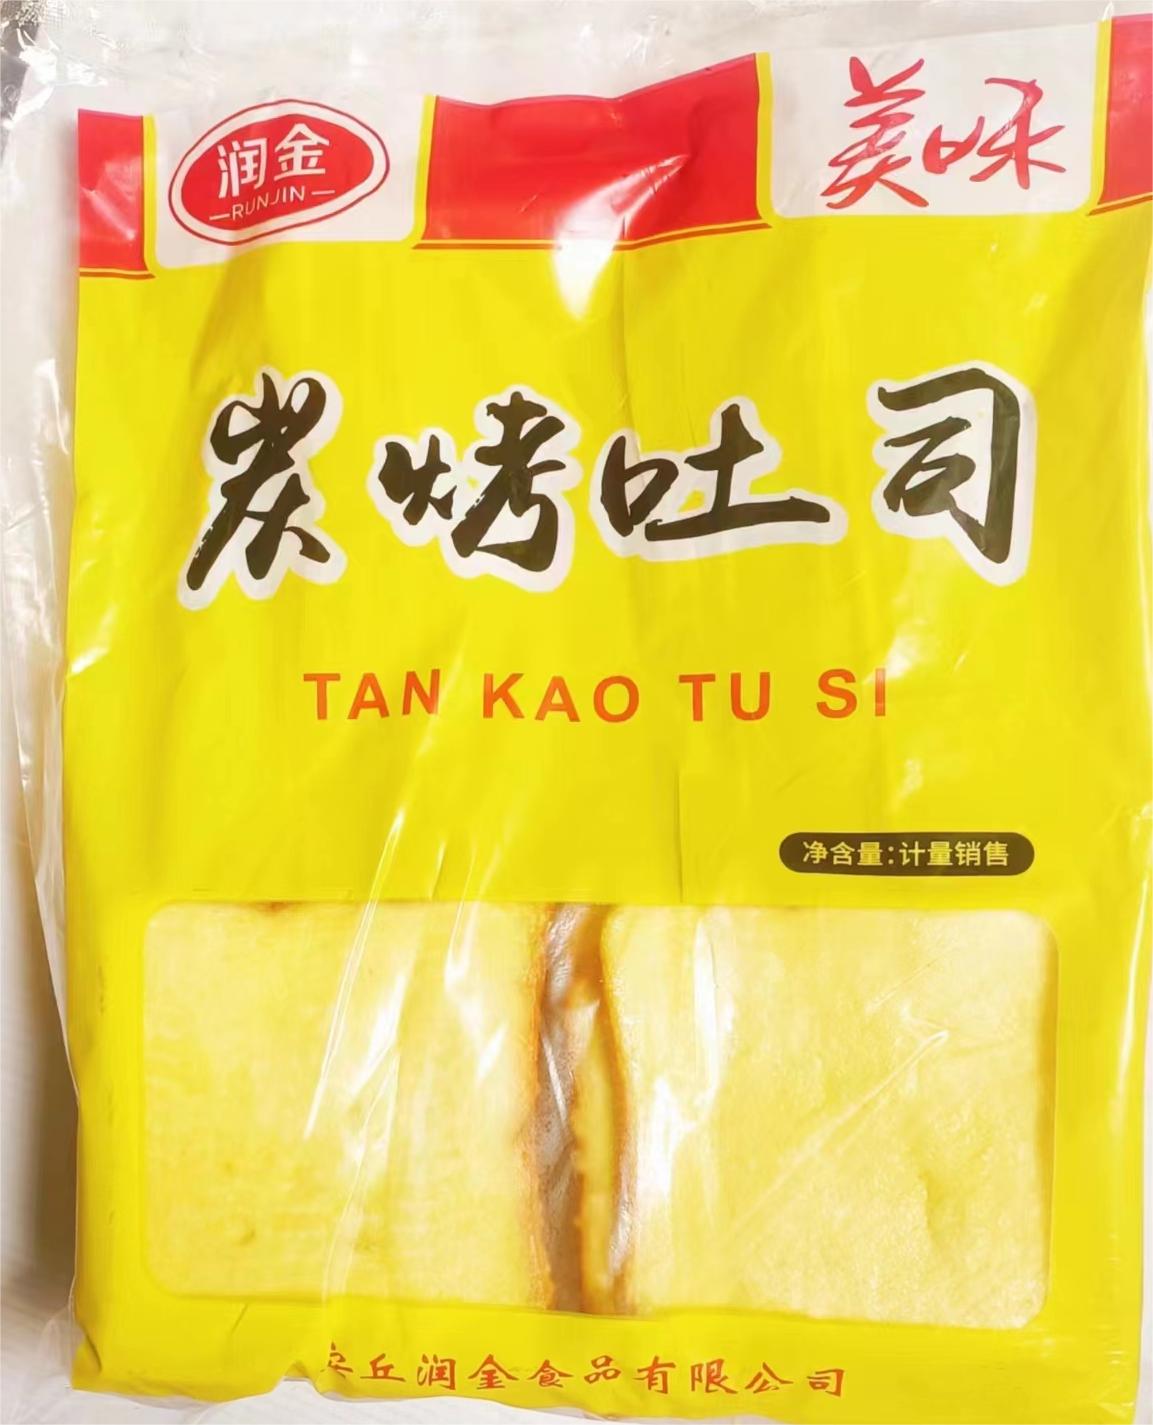 润金
RUNJIN
美味
炭烤吐司
TAN KAO TU SI
净含量:计量销售
安丘润金食品有限公司